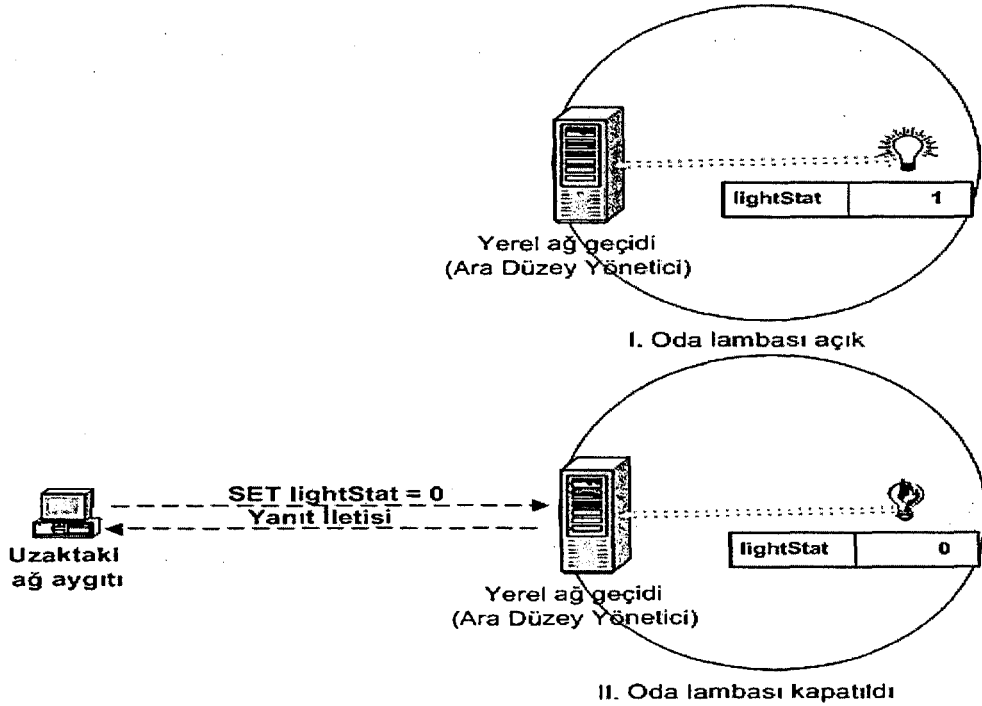 lightStat 1
Yerel ağ geçidi
(Ara Düzey Yönetici)
I. Oda lambası açık
SET lightStat = 0
Yanıt İletisi
Uzaktaki
ağ aygıtı
lightStat 0
Yerel ağ geçidi
(Ara Düzey Yönetici)
II. Oda lambası kapatıldı